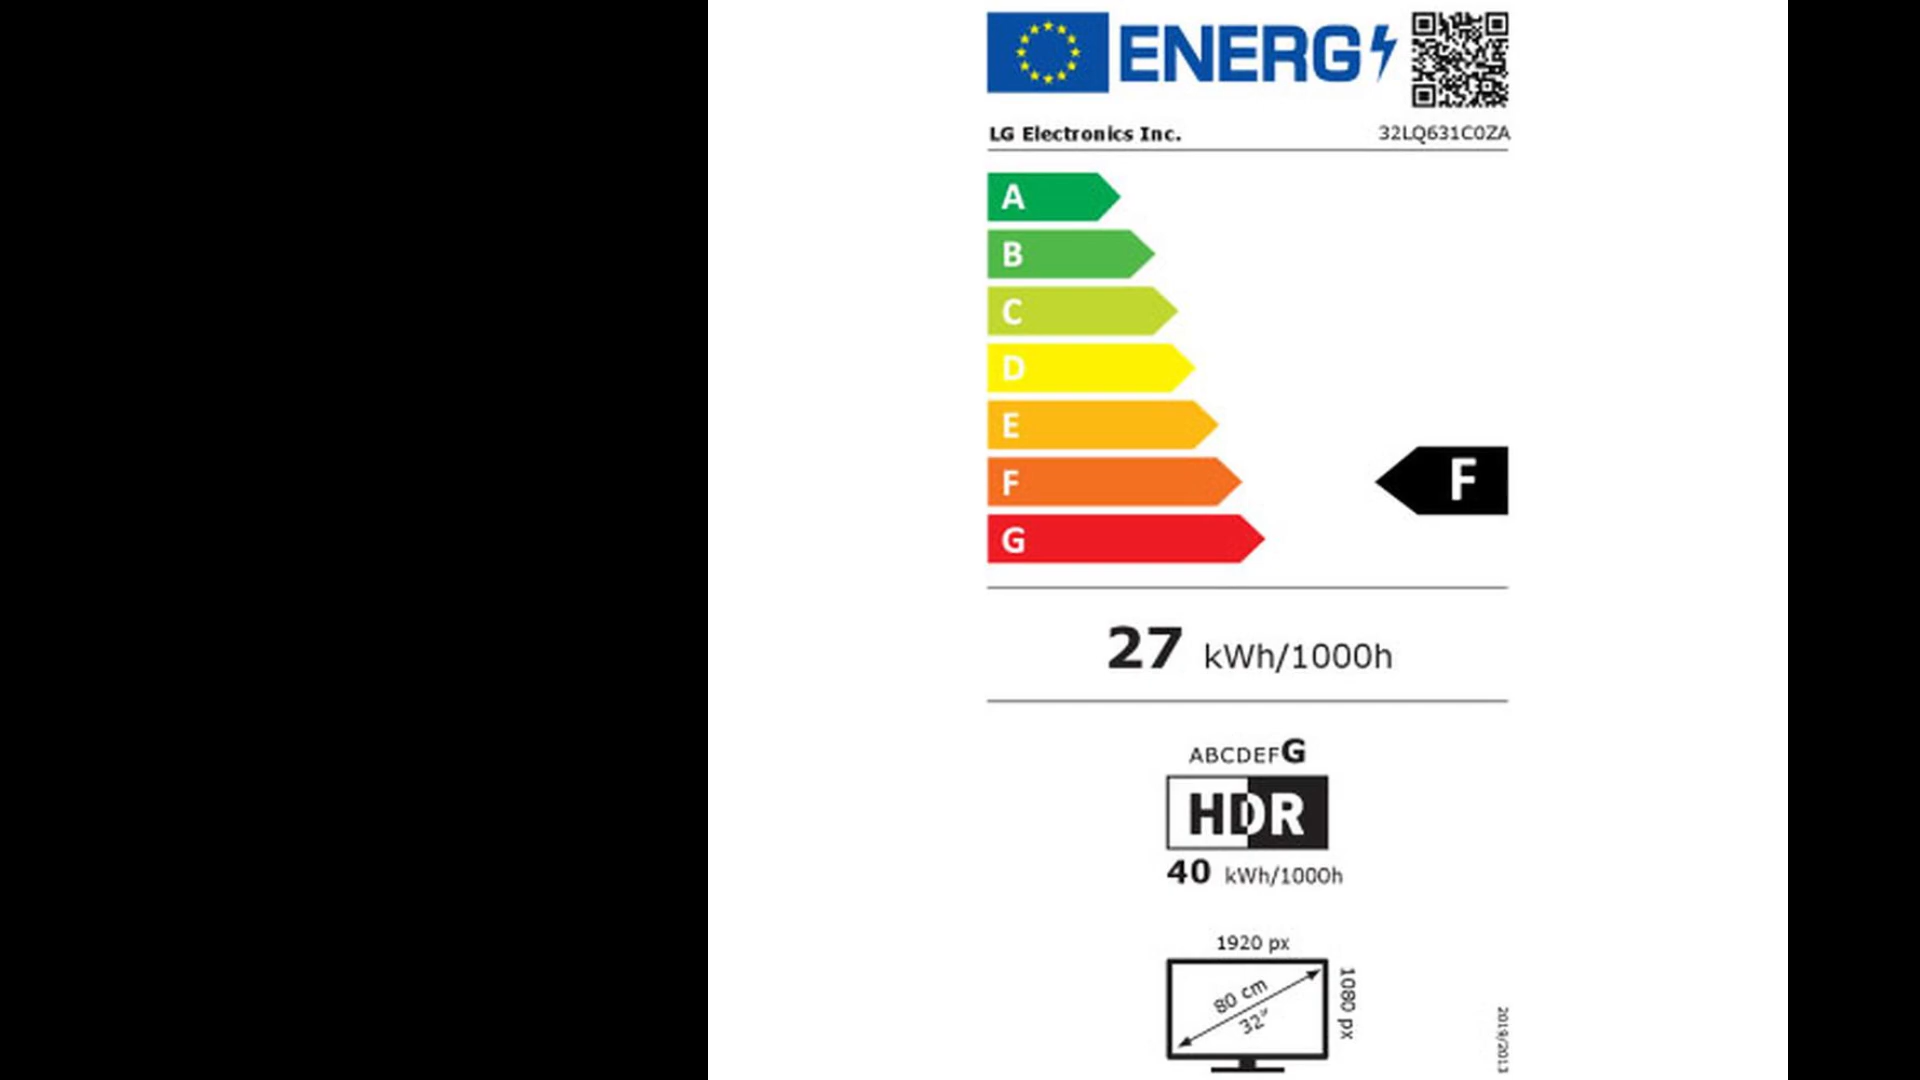 ENERG
LG Electronics Inc. 32LQ631C0ZA
A
B
C
D
E
F F
G
27 kWh/1000h
ABCDEFG
HDR
40 kWh/1000h
1920 px
80 cm
32"
1080 px
2019/2013